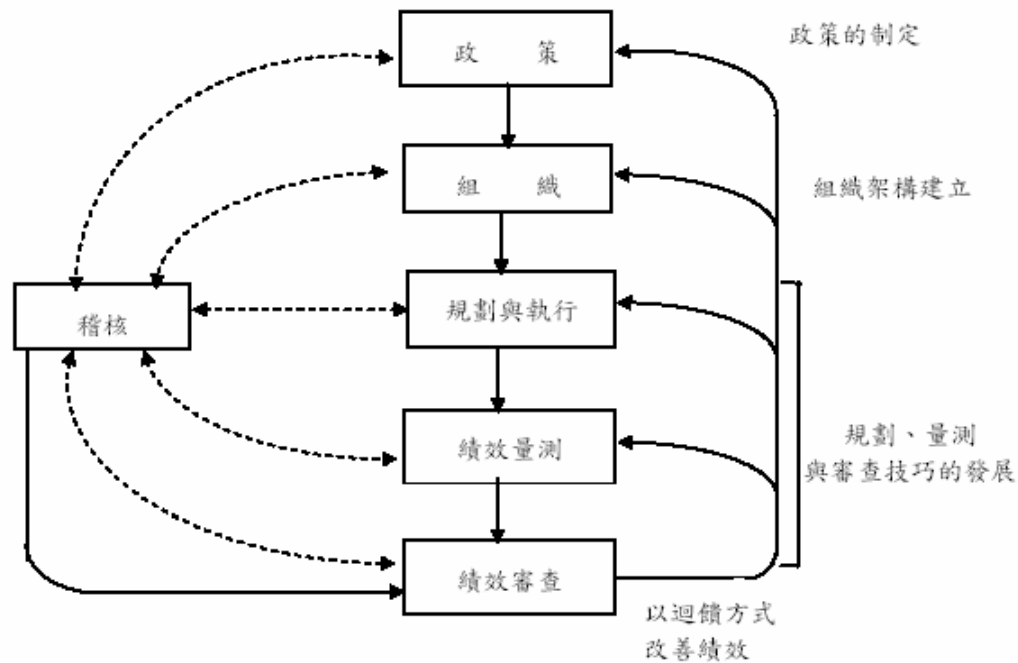 政策
政策的制定
組織
組織架構建立
稽核
規劃與執行
績效量測
規劃、量測
與審查技巧的發展
績效審查
以迴饋方式
改善績效